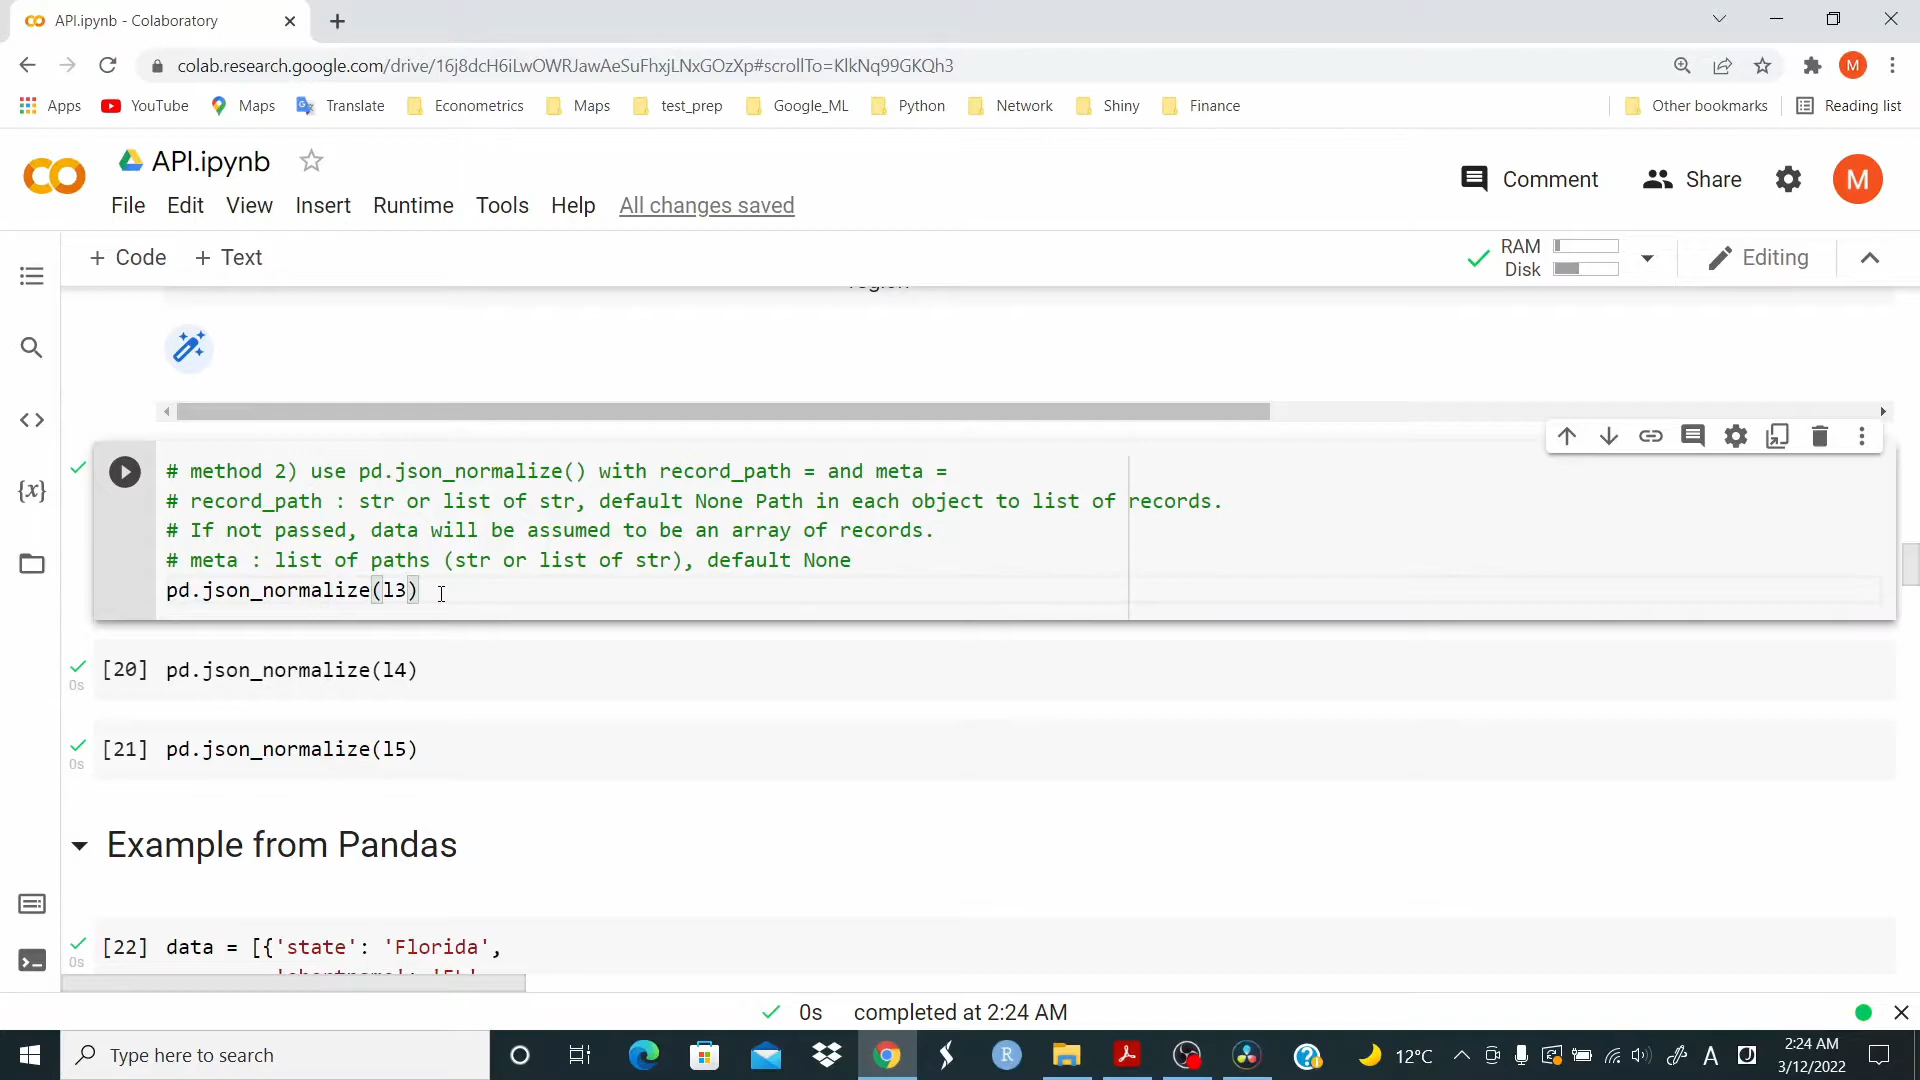 API.ipynb - Colaboratory
colab.research.google.com/drive/16j8dcH6iLwOWRJawAeSuFhxjLNxGOzXp#scrollTo=KlkNq99GKQh3
M
Apps YouTube Maps Translate Econometrics Maps test_prep Google_ML Python Network Shiny Finance Other bookmarks Reading list
API.ipynb
Comment Share M
File Edit View Insert Runtime Tools Help All changes saved
+ Code + Text
RAM
Disk
Editing
region
# method 2) use pd.json_normalize() with record_path = and meta =
# record_path : str or list of str, default None Path in each object to list of records.
# If not passed, data will be assumed to be an array of records.
# meta : list of paths (str or list of str), default None
pd.json_normalize(l3)
[20] pd.json_normalize(l4)
0s
[21] pd.json_normalize(l5)
0s
Example from Pandas
[22] data = [{'state': 'Florida',
0s
'shortname': 'FL'
0s completed at 2:24 AM
Type here to search
12°C
2:24 AM
3/12/2022